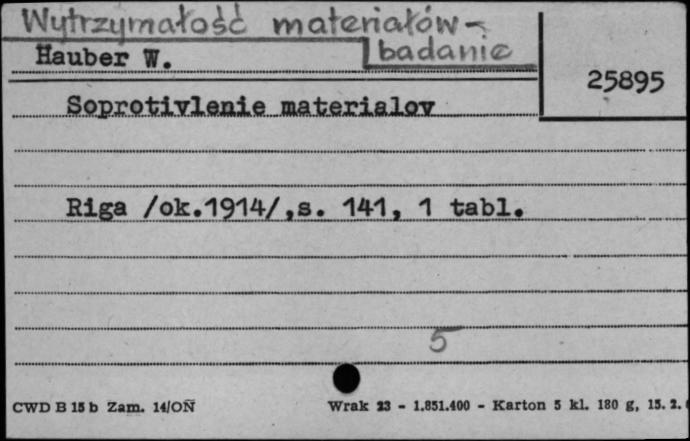 Wytrzymałość materiałów -
badanie
Hauber W.
25895
Soprotivlenie materialov
Riga /ok.1914/,s. 141, 1 tabl.
5
CWD B 15 b Zam. 14/ON Wrak 23 - 1.851.400 - Karton 5 kl. 180 g, 15. 2.